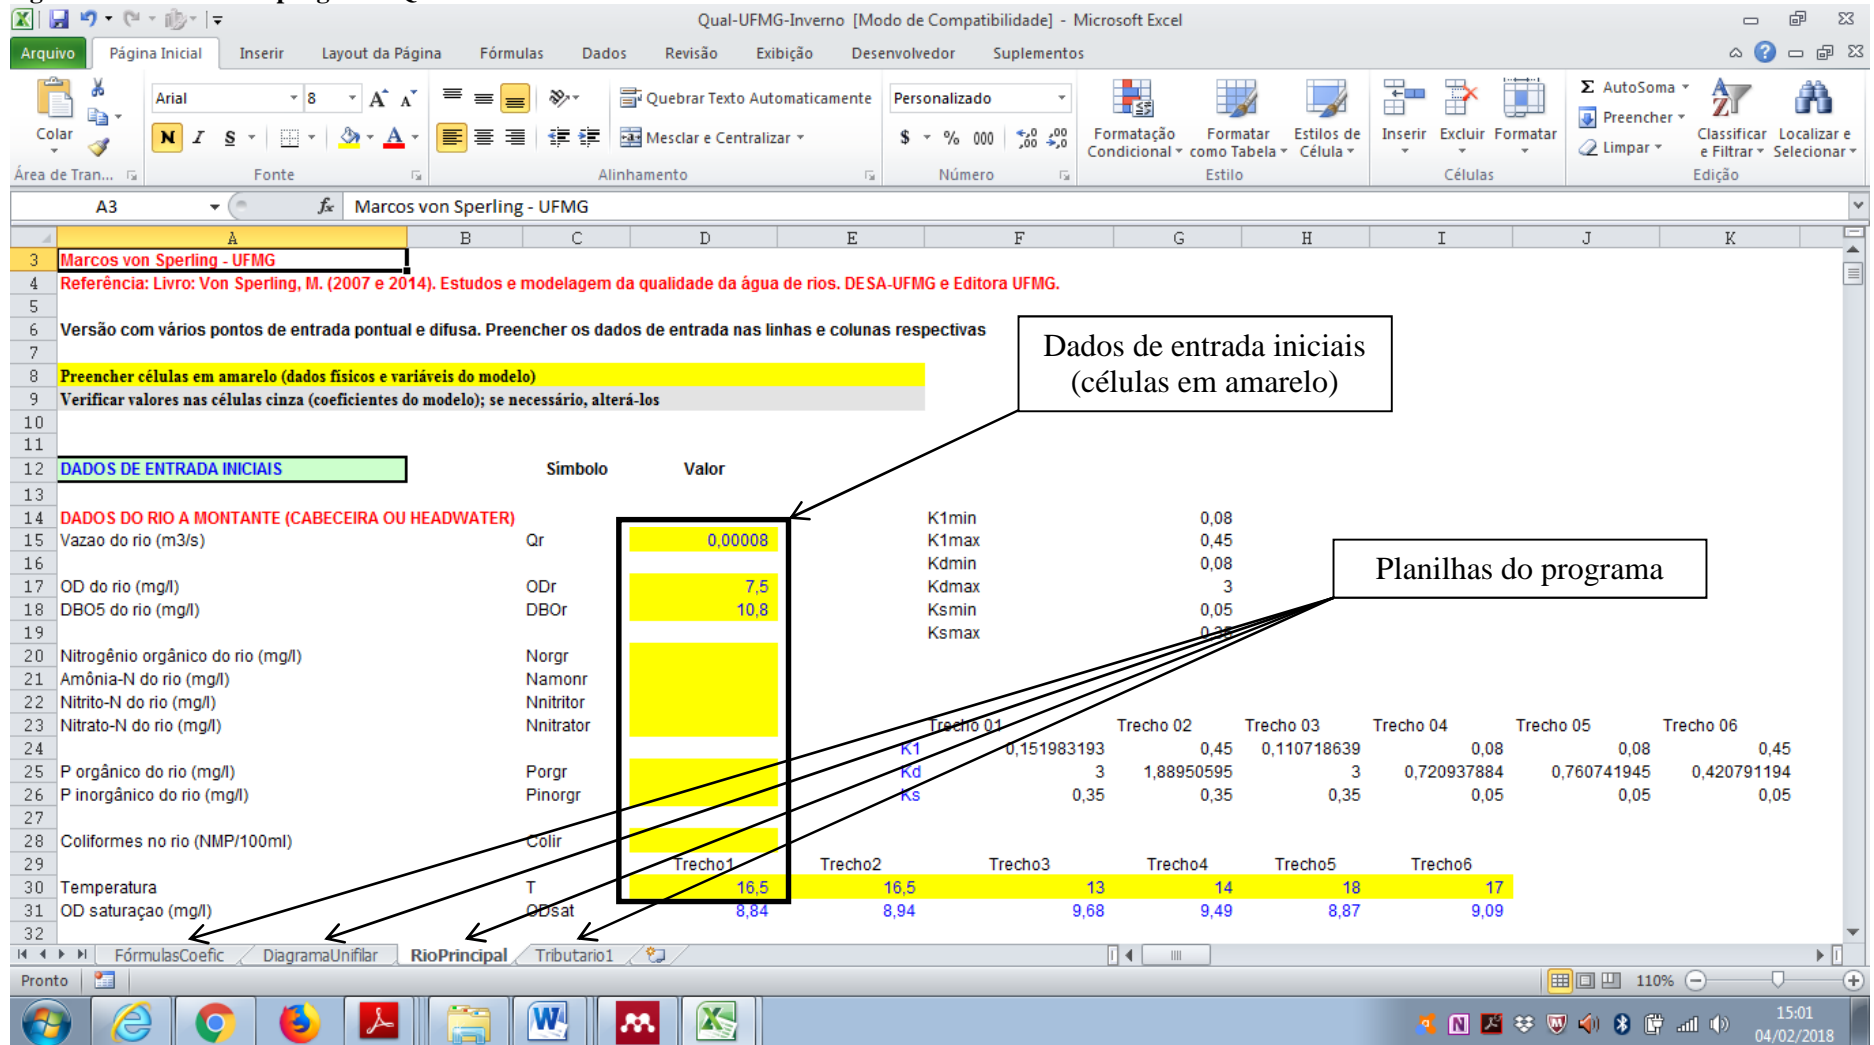 Qual-UFMG-Inverno [Modo de Compatibilidade] - Microsoft Excel
Arquivo Página Inicial Inserir Layout da Página Fórmulas Dados Revisão Exibição Desenvolvedor Suplementos
Colar
Área de Tran...
Arial 8
N I S
Fonte
Quebrar Texto Automaticamente
Mesclar e Centralizar
Alinhamento
Personalizado
$ % 000
Número
Formatação Condicional
Formatar como Tabela
Estilos de Célula
Estilo
Inserir Excluir Formatar
Células
Σ AutoSoma
Preencher
Limpar
Classificar e Filtrar
Localizar e Selecionar
Edição
A3 fx Marcos von Sperling - UFMG
A B C D E F G H I J K
3 Marcos von Sperling - UFMG
4 Referência: Livro: Von Sperling, M. (2007 e 2014). Estudos e modelagem da qualidade da água de rios. DESA-UFMG e Editora UFMG.
5
6 Versão com vários pontos de entrada pontual e difusa. Preencher os dados de entrada nas linhas e colunas respectivas
7
Dados de entrada iniciais
(células em amarelo)
8 Preencher células em amarelo (dados físicos e variáveis do modelo)
9 Verificar valores nas células cinza (coeficientes do modelo); se necessário, alterá-los
10
11
12 DADOS DE ENTRADA INICIAIS Símbolo Valor
13
14 DADOS DO RIO A MONTANTE (CABECEIRA OU HEADWATER) K1min 0,08
15 Vazao do rio (m3/s) Qr 0,00008 K1max 0,45
16 Kdmin 0,08
Planilhas do programa
17 OD do rio (mg/l) ODr 7,5 Kdmax 3
18 DBO5 do rio (mg/l) DBOr 10,8 Ksmin 0,05
19 Ksmax 0,35
20 Nitrogênio orgânico do rio (mg/l) Norgr
21 Amônia-N do rio (mg/l) Namonr
22 Nitrito-N do rio (mg/l) Nnitritor
23 Nitrato-N do rio (mg/l) Nnitrator Trecho 01 Trecho 02 Trecho 03 Trecho 04 Trecho 05 Trecho 06
24 K1 0,151983193 0,45 0,110718639 0,08 0,08 0,45
25 P orgânico do rio (mg/l) Porgr Kd 3 1,88950595 3 0,720937884 0,760741945 0,420791194
26 P inorgânico do rio (mg/l) Pinorgr Ks 0,35 0,35 0,35 0,05 0,05 0,05
27
28 Coliformes no rio (NMP/100ml) Colir
29 Trecho1 Trecho2 Trecho3 Trecho4 Trecho5 Trecho6
30 Temperatura T 16,5 16,5 13 14 18 17
31 OD saturaçao (mg/l) ODsat 8,84 8,94 9,68 9,49 8,87 9,09
32
FórmulasCoefic DiagramaUnifilar RioPrincipal Tributario1
Pronto 110%
15:01
04/02/2018